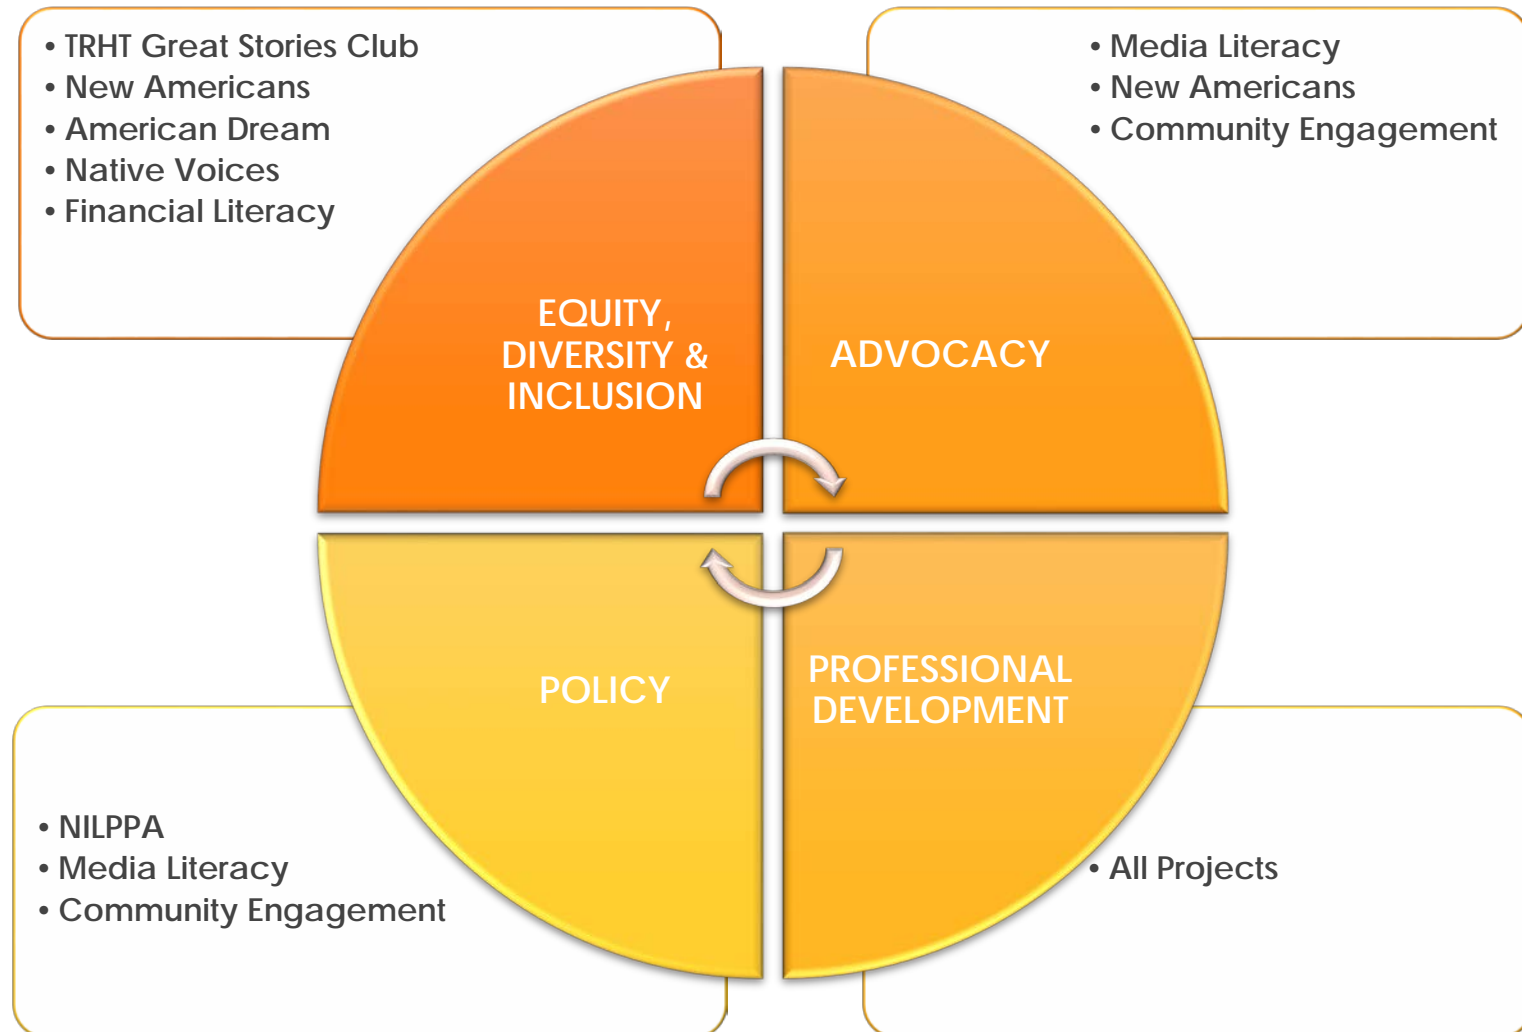 • TRHT Great Stories Club
• New Americans
• American Dream
• Native Voices
• Financial Literacy
• Media Literacy
• New Americans
• Community Engagement
EQUITY,
DIVERSITY &
INCLUSION
ADVOCACY
POLICY
PROFESSIONAL
DEVELOPMENT
• NILPPA
• Media Literacy
• Community Engagement
• All Projects